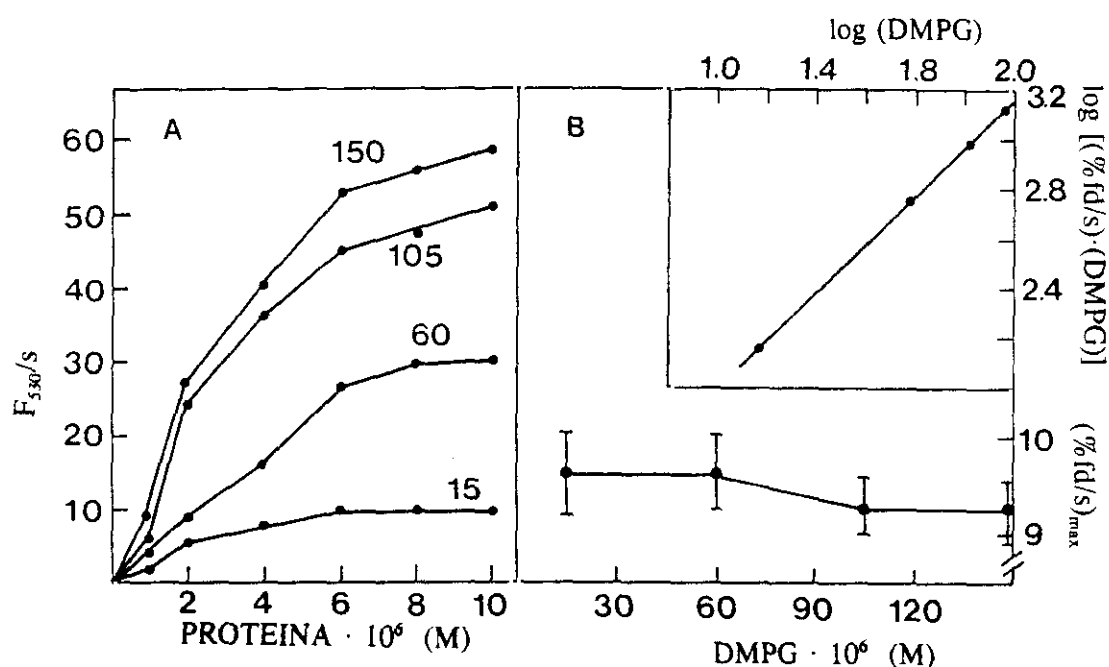 log (DMPG)
1.0 1.4 1.8 2.0
A
B
60
50
40
30
20
10
F₅₃₀/s
150
105
60
15
2 4 6 8 10
PROTEINA · 10⁶ (M)
3.2
2.8
2.4
log [(%fd/s)·(DMPG)]
10
9
(%fd/s)max
30 60 90 120
DMPG · 10⁶ (M)